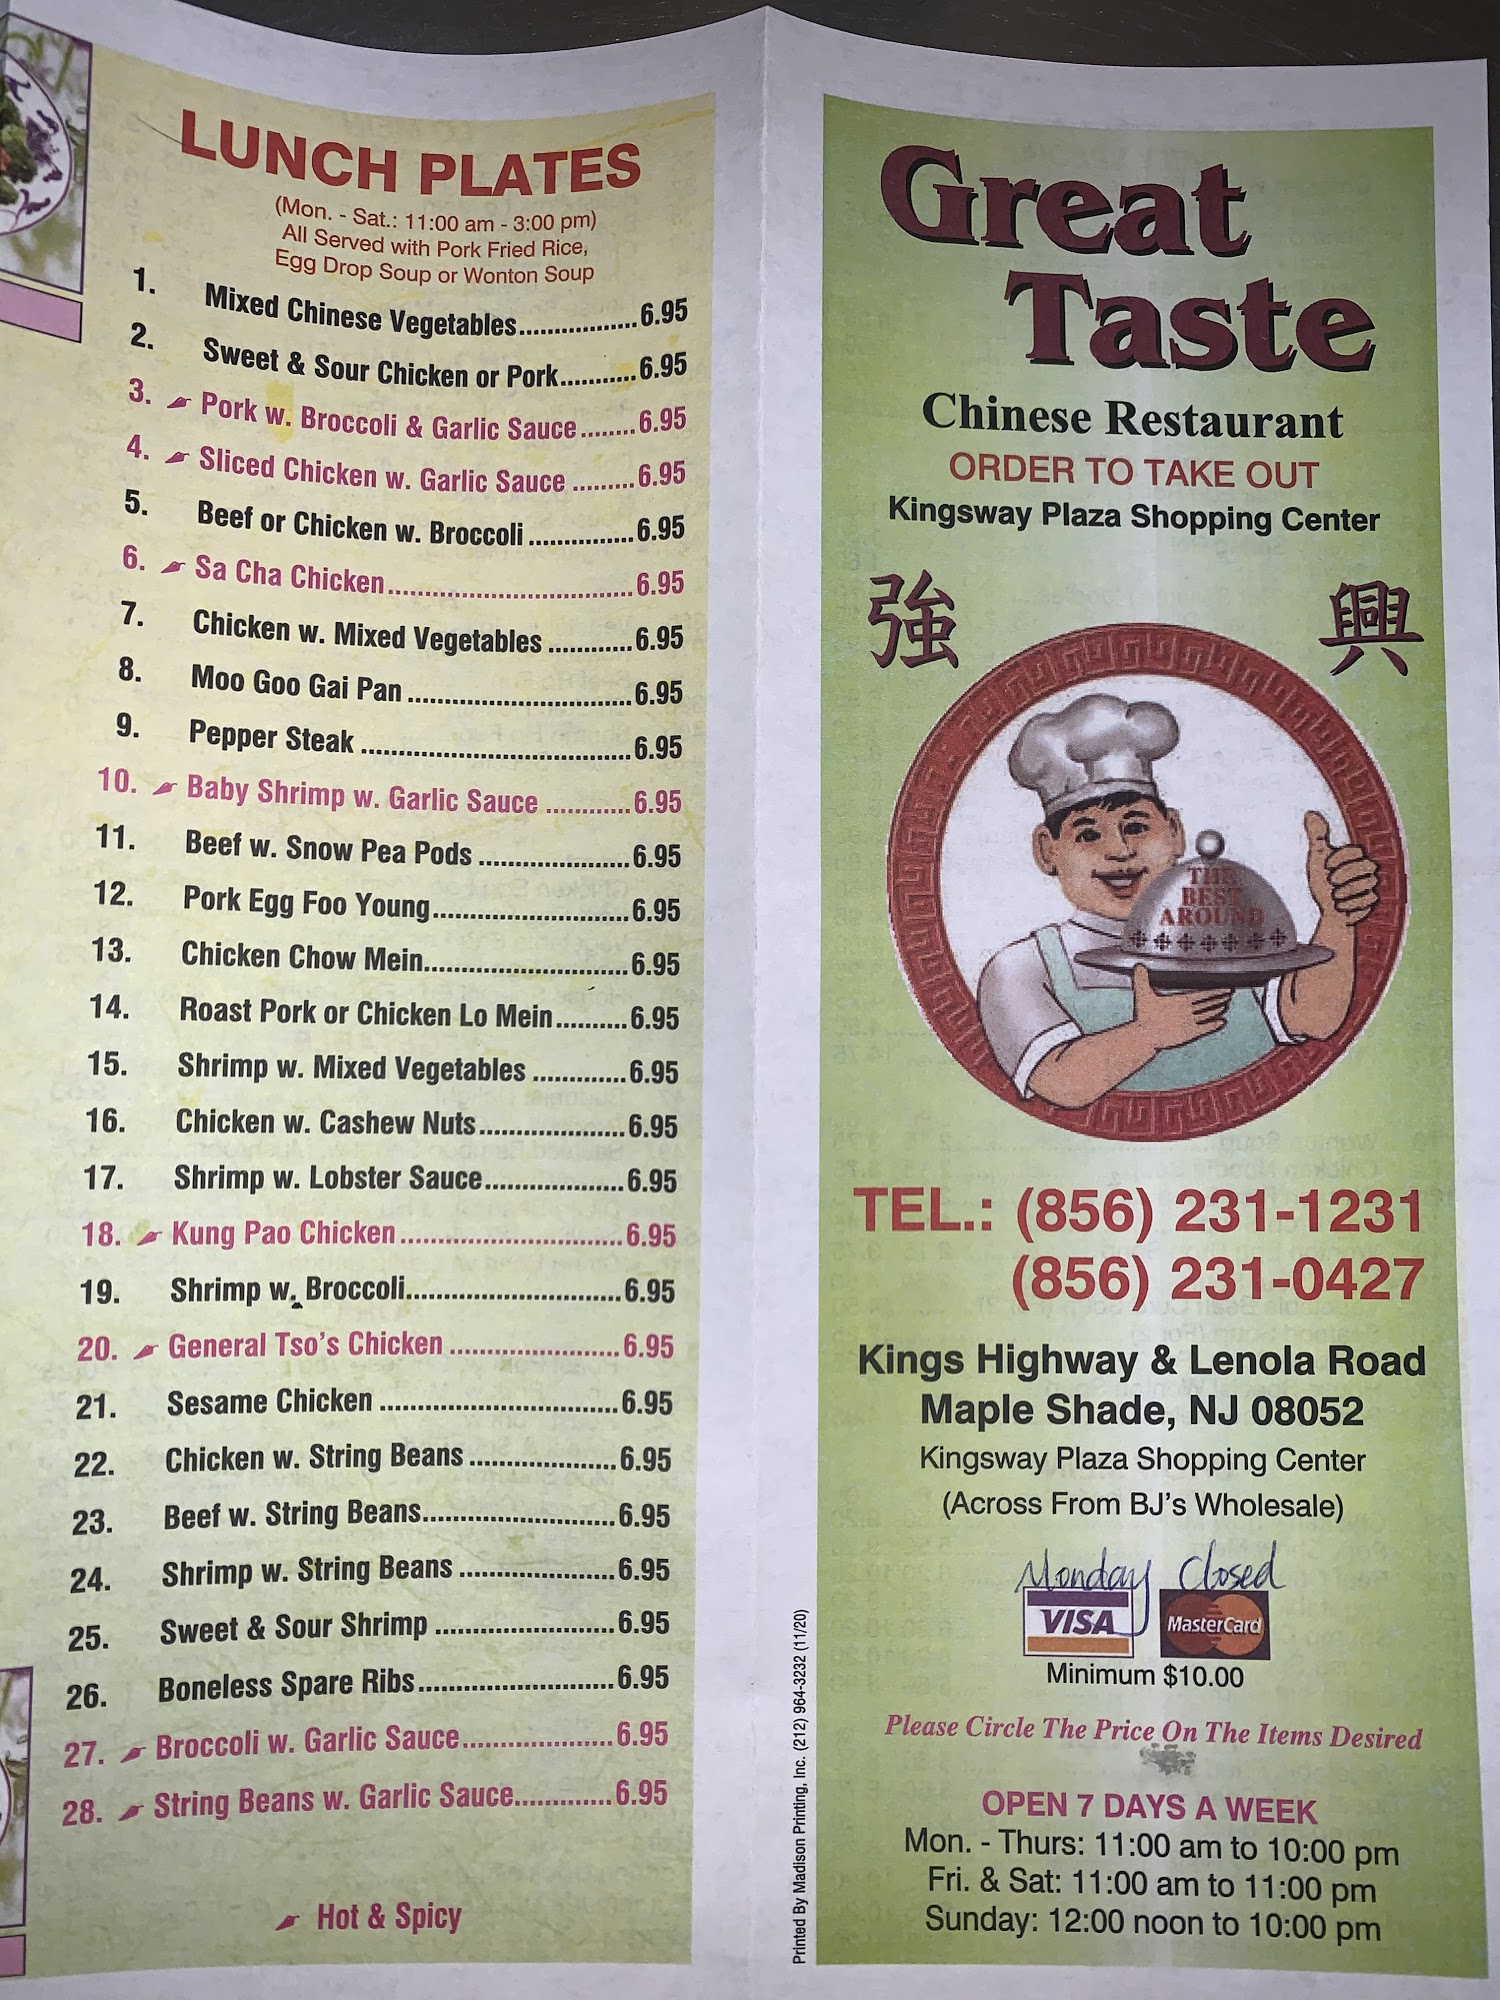 LUNCH PLATES
(Mon. - Sat.: 11:00 am - 3:00 pm)
All Served with Pork Fried Rice,
Egg Drop Soup or Wonton Soup
1. Mixed Chinese Vegetables.................6.95
2. Sweet & Sour Chicken or Pork...........6.95
3. Pork w. Broccoli & Garlic Sauce........6.95
4. Sliced Chicken w. Garlic Sauce .........6.95
5. Beef or Chicken w. Broccoli ...............6.95
6. Sa Cha Chicken..................................6.95
7. Chicken w. Mixed Vegetables ............6.95
8. Moo Goo Gai Pan ...............................6.95
9. Pepper Steak ......................................6.95
10. Baby Shrimp w. Garlic Sauce ............6.95
11. Beef w. Snow Pea Pods .....................6.95
12. Pork Egg Foo Young...........................6.95
13. Chicken Chow Mein............................6.95
14. Roast Pork or Chicken Lo Mein..........6.95
15. Shrimp w. Mixed Vegetables .............6.95
16. Chicken w. Cashew Nuts....................6.95
17. Shrimp w. Lobster Sauce....................6.95
18. Kung Pao Chicken...............................6.95
19. Shrimp w. Broccoli..............................6.95
20. General Tso's Chicken ........................6.95
21. Sesame Chicken .................................6.95
22. Chicken w. String Beans ....................6.95
23. Beef w. String Beans...........................6.95
24. Shrimp w. String Beans ......................6.95
25. Sweet & Sour Shrimp .........................6.95
26. Boneless Spare Ribs...........................6.95
27. Broccoli w. Garlic Sauce.....................6.95
28. String Beans w. Garlic Sauce.............6.95
Hot & Spicy
Printed By Madison Printing, Inc. (212) 964-3232 (11/20)
Great
Taste
Chinese Restaurant
ORDER TO TAKE OUT
Kingsway Plaza Shopping Center
強 興
THE
BEST
AROUND
TEL.: (856) 231-1231
(856) 231-0427
Kings Highway & Lenola Road
Maple Shade, NJ 08052
Kingsway Plaza Shopping Center
(Across From BJ's Wholesale)
Monday Closed
VISA MasterCard
Minimum $10.00
Please Circle The Price On The Items Desired
OPEN 7 DAYS A WEEK
Mon. - Thurs: 11:00 am to 10:00 pm
Fri. & Sat: 11:00 am to 11:00 pm
Sunday: 12:00 noon to 10:00 pm